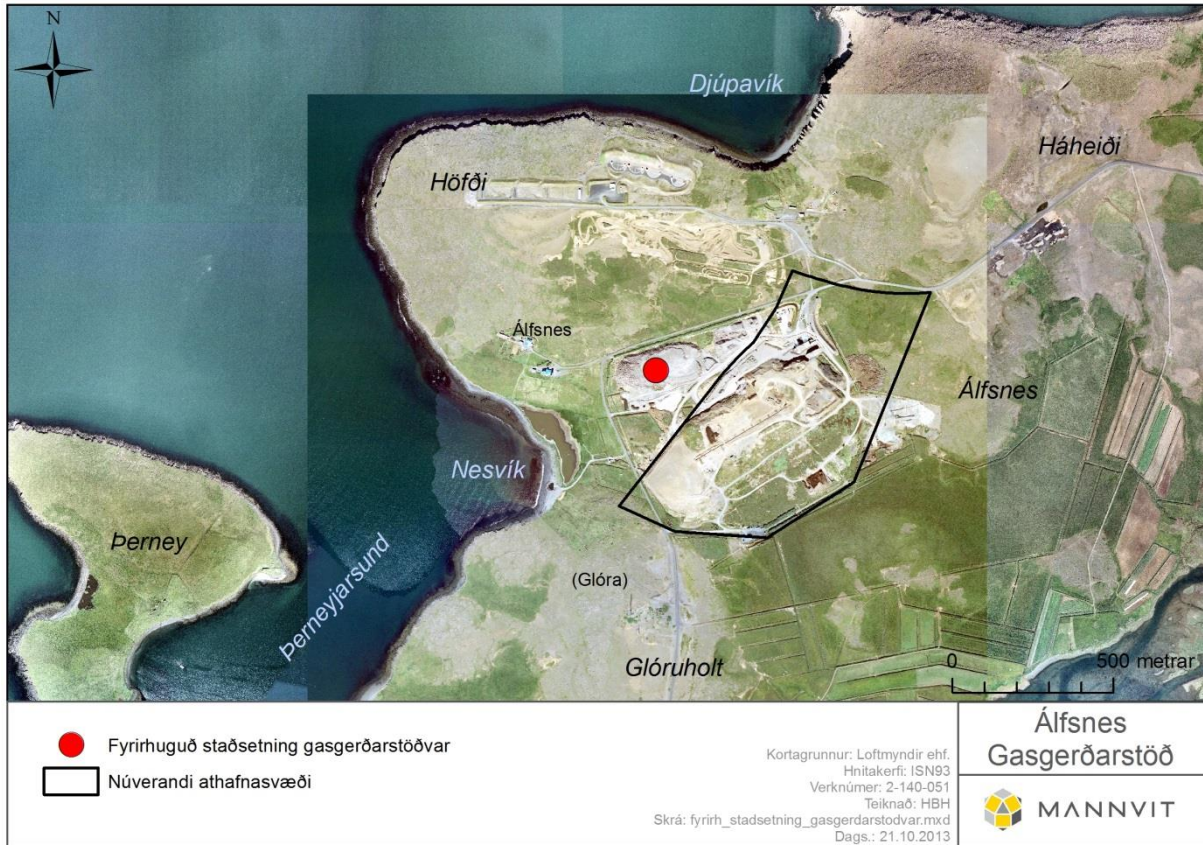 N
Djúpavík
Háheiði
Höfði
Álfsnes
Álfsnes
Nesvík
Þerney
Þerneyjarsund
(Glóra)
Glóruholt
0 500 metrar
Fyrirhuguð staðsetning gasgerðarstöðvar
Núverandi athafnasvæði
Kortagrunnur: Loftmyndir ehf.
Hnitakerfi: ISN93
Verknúmer: 2-140-051
Teiknað: HBH
Skrá: fyrirh_stadsetning_gasgerdarstodvar.mxd
Dags.: 21.10.2013
Álfsnes
Gasgerðarstöð
MANNVIT